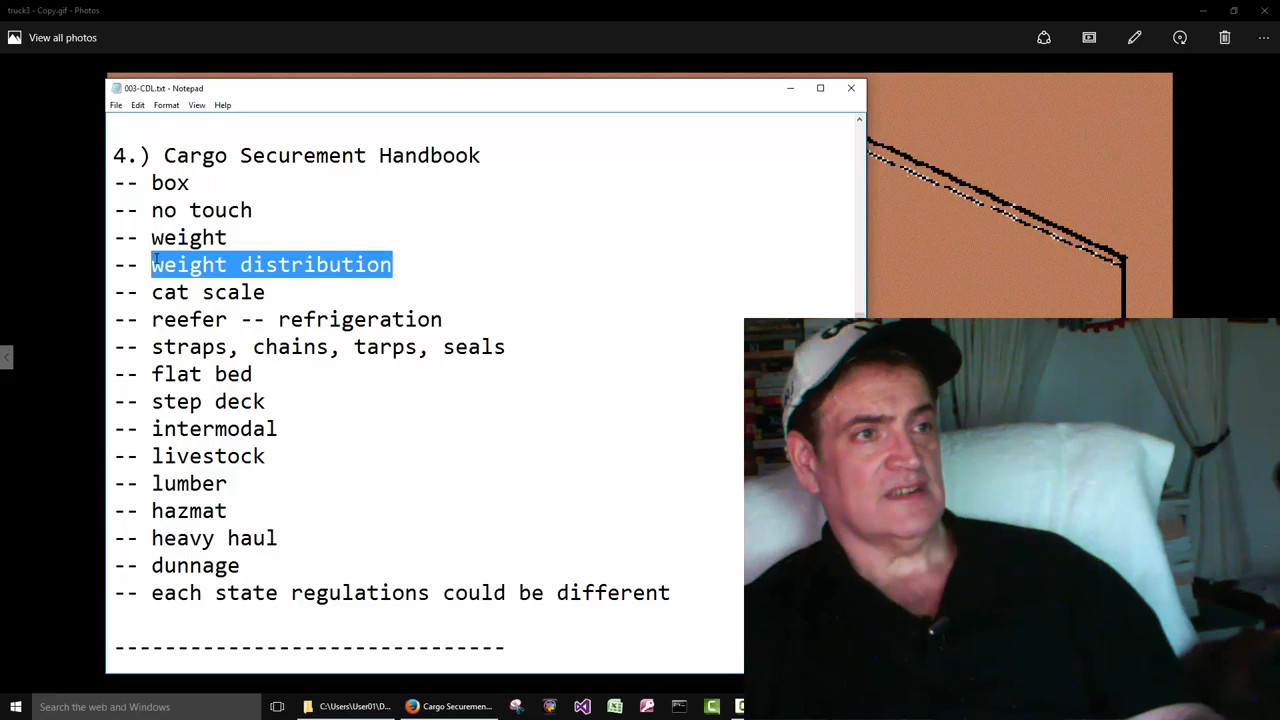 truck3 - Copy.gif - Photos
View all photos
003-CDL.txt - Notepad
File Edit Format View Help
4.) Cargo Securement Handbook
-- box
-- no touch
-- weight
-- weight distribution
-- cat scale
-- reefer -- refrigeration
-- straps, chains, tarps, seals
-- flat bed
-- step deck
-- intermodal
-- livestock
-- lumber
-- hazmat
-- heavy haul
-- dunnage
-- each state regulations could be different
-------------------------------
Search the web and Windows
C:\Users\User01\D...
Cargo Securemen...